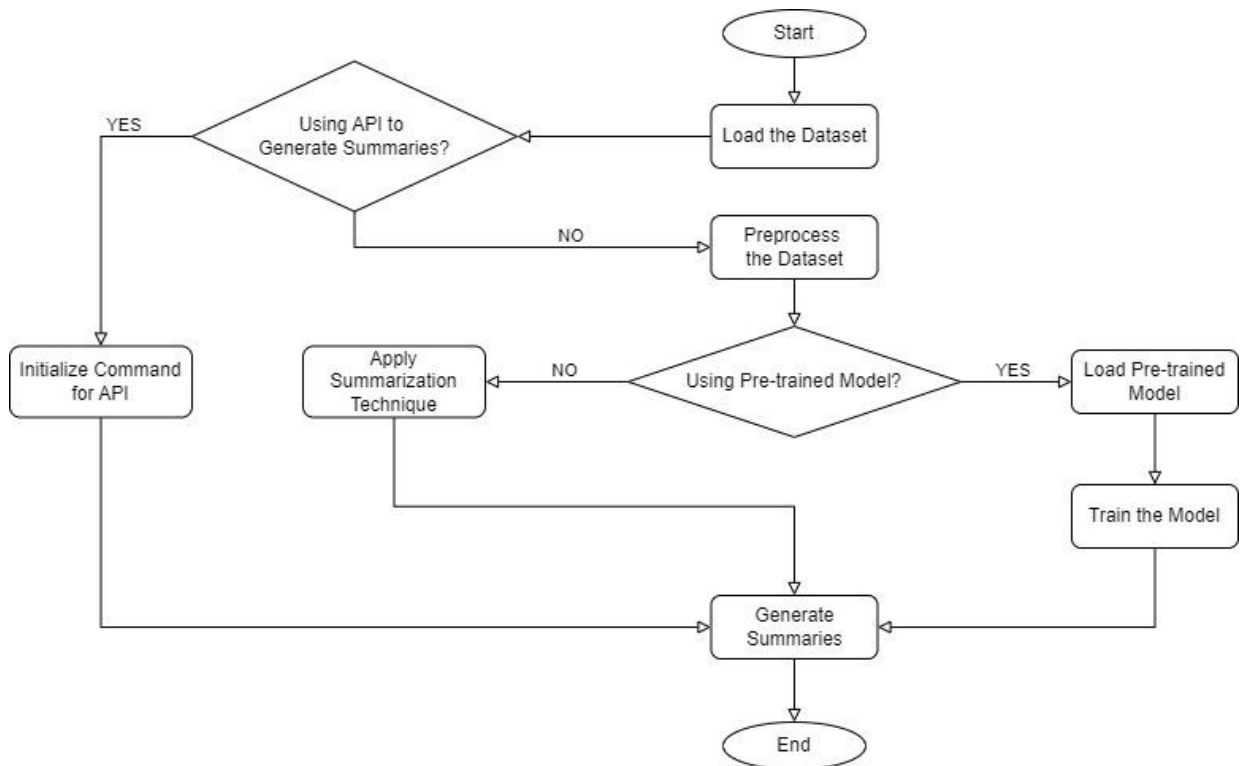 Start
Load the Dataset
Using API to
Generate Summaries?
YES
NO
Preprocess
the Dataset
Initialize Command
for API
Apply
Summarization
Technique
NO
Using Pre-trained Model?
YES
Load Pre-trained
Model
Train the Model
Generate
Summaries
End